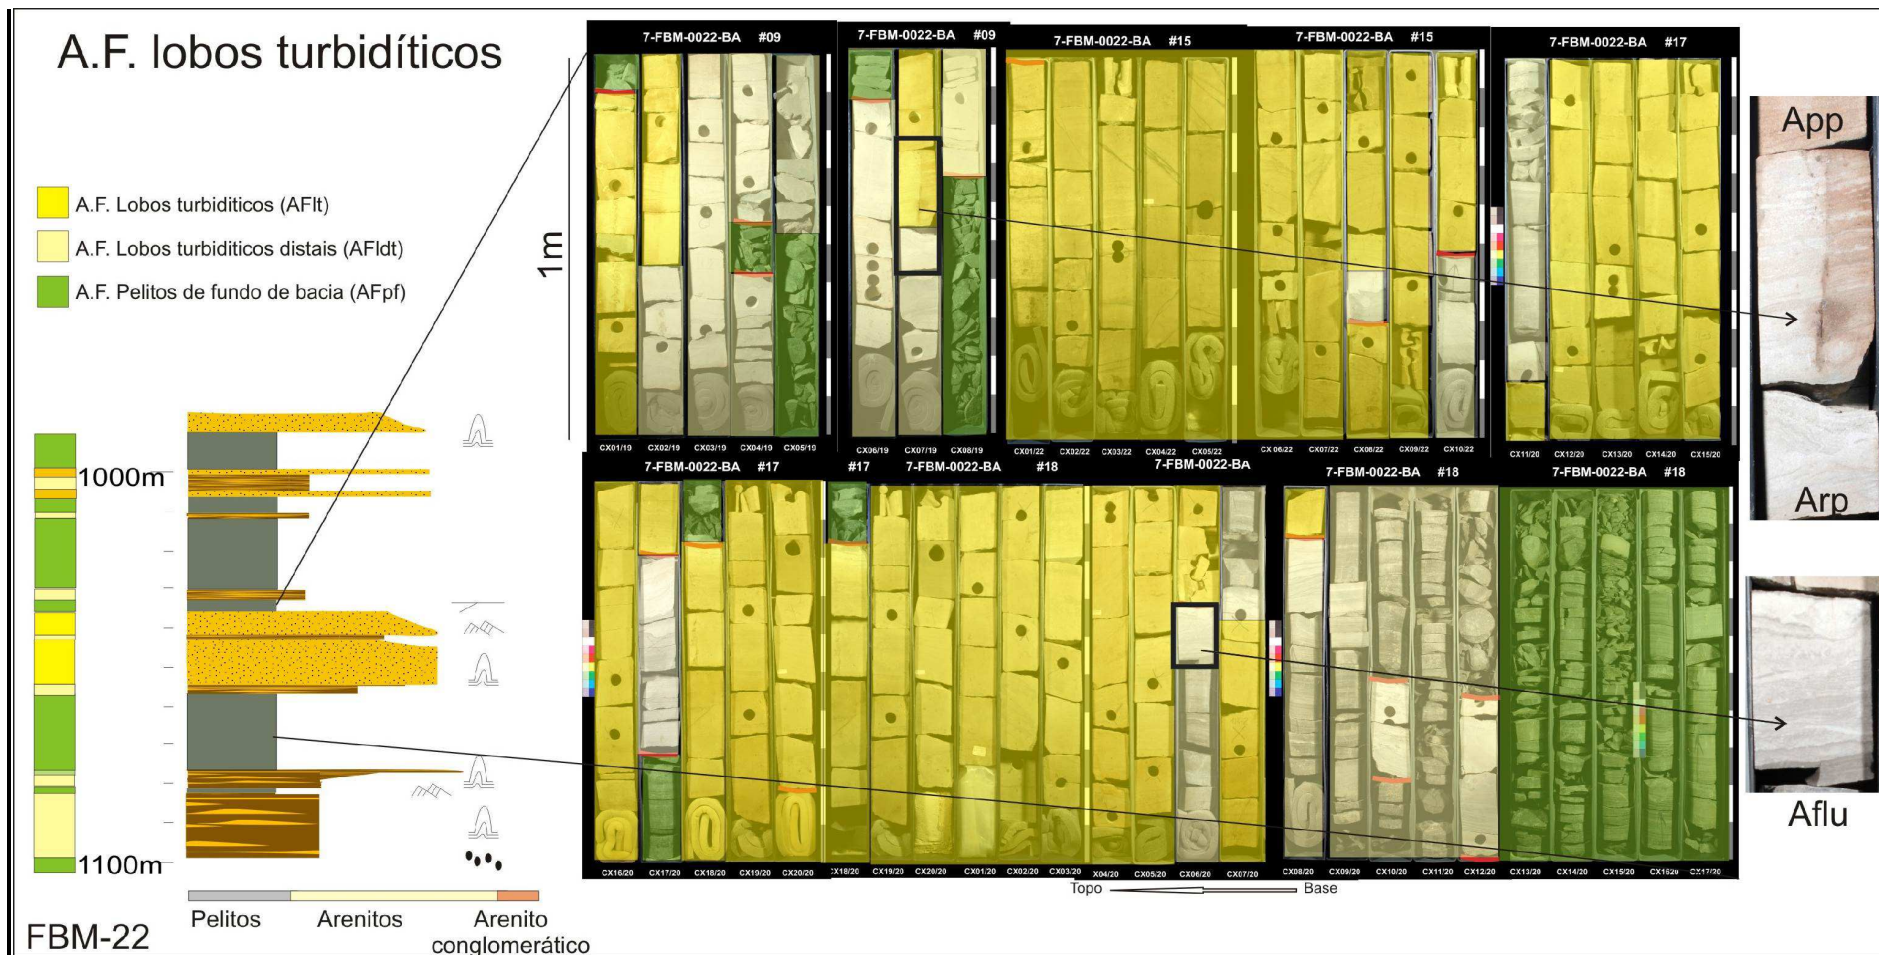 A.F. lobos turbidíticos
A.F. Lobos turbiditicos (AFlt)
A.F. Lobos turbiditicos distais (AFldt)
A.F. Pelitos de fundo de bacia (AFpf)
1m
1000m
1100m
Pelitos
Arenitos
Arenito
conglomerático
FBM-22
7-FBM-0022-BA #09
7-FBM-0022-BA #09
7-FBM-0022-BA #15
7-FBM-0022-BA #15
7-FBM-0022-BA #17
CX01/19 CX02/19 CX03/19 CX04/19 CX05/19
CX06/19 CX07/19 CX08/19
CX01/22 CX02/22 CX03/22 CX04/22 CX05/22
CX06/22 CX07/22 CX08/22 CX09/22 CX10/22
CX11/20 CX12/20 CX13/20 CX14/20 CX15/20
7-FBM-0022-BA #17
#17
7-FBM-0022-BA #18
7-FBM-0022-BA
7-FBM-0022-BA #18
7-FBM-0022-BA #18
CX16/20 CX17/20 CX18/20 CX19/20 CX20/20
CX18/20 CX19/20 CX20/20 CX01/20 CX02/20 CX03/20
X04/20 CX05/20 CX06/20 CX07/20
CX08/20 CX09/20 CX10/20 CX11/20 CX12/20
CX13/20 CX14/20 CX15/20 CX16/20 CX17/20
Topo
Base
App
Arp
Aflu